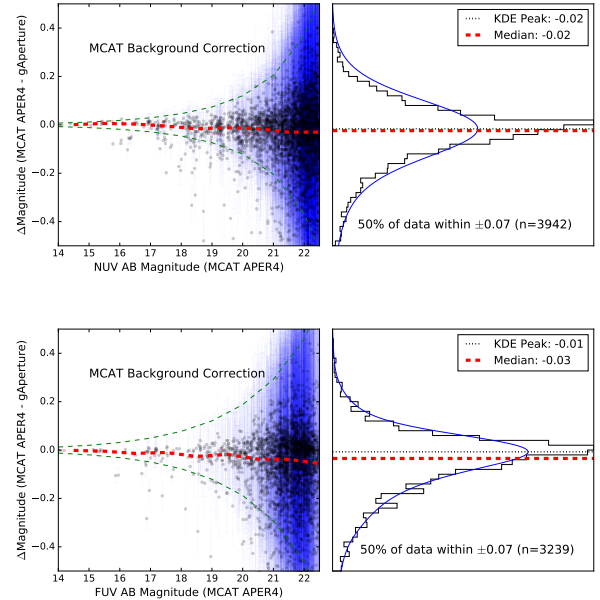 0.4
0.2
0.0
−0.2
−0.4
ΔMagnitude (MCAT APER4 - gAperture)
MCAT Background Correction
14 15 16 17 18 19 20 21 22
NUV AB Magnitude (MCAT APER4)
KDE Peak: -0.02
Median: -0.02
50% of data within ±0.07 (n=3942)
0.4
0.2
0.0
−0.2
−0.4
ΔMagnitude (MCAT APER4 - gAperture)
MCAT Background Correction
14 15 16 17 18 19 20 21 22
FUV AB Magnitude (MCAT APER4)
KDE Peak: -0.01
Median: -0.03
50% of data within ±0.07 (n=3239)